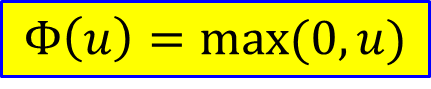 Φ(u) = max(0, u)